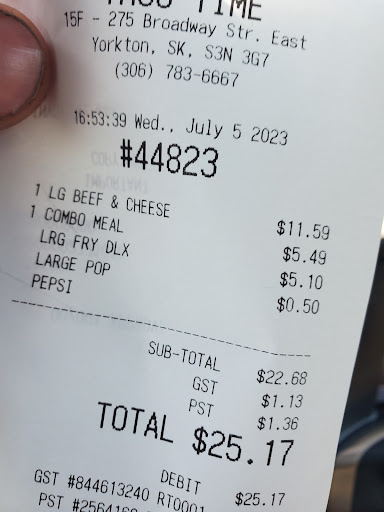 TIME
15F - 275 Broadway Str. East
Yorkton, SK, S3N 3G7
(306) 783-6667
16:53:39 Wed., July 5 2023
#44823
1 LG BEEF & CHEESE $11.59
1 COMBO MEAL $5.49
LRG FRY DLX $5.10
LARGE POP $0.50
PEPSI
SUB-TOTAL $22.68
GST $1.13
PST $1.36
TOTAL $25.17
DEBIT $25.17
GST #844613240 RT0001
PST